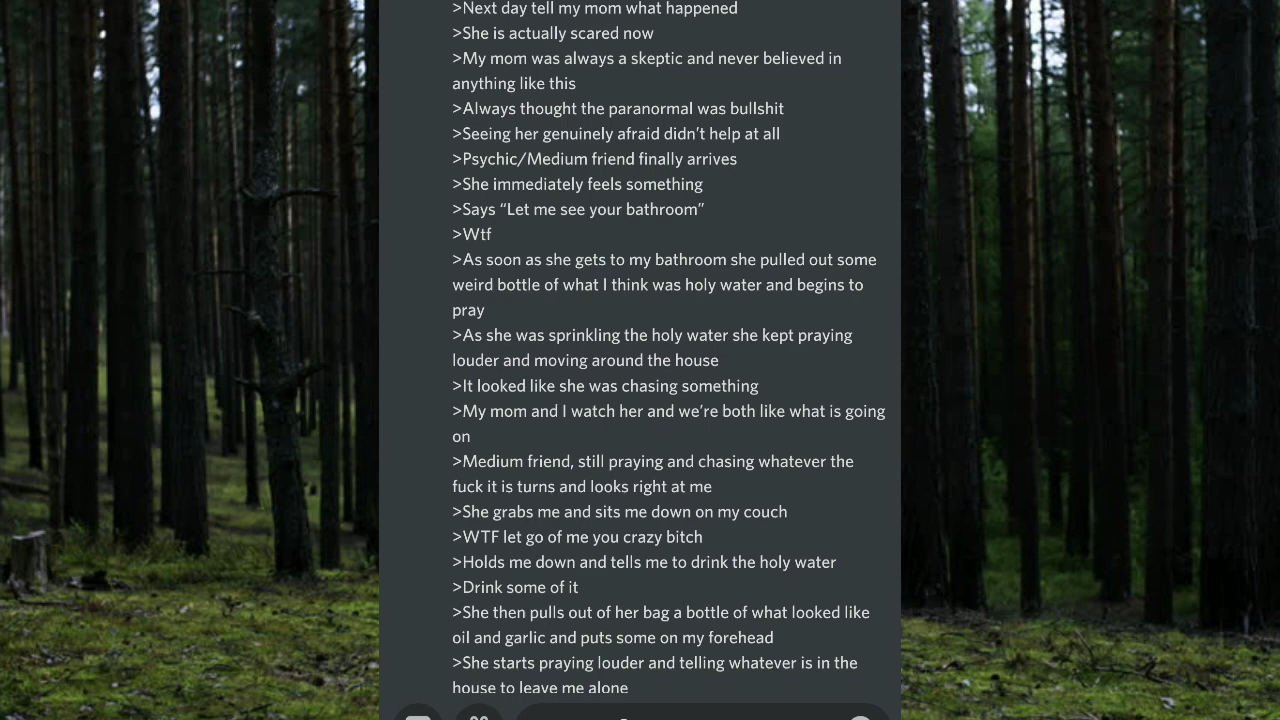 >Next day tell my mom what happened
>She is actually scared now
>My mom was always a skeptic and never believed in
anything like this
>Always thought the paranormal was bullshit
>Seeing her genuinely afraid didn’t help at all
>Psychic/Medium friend finally arrives
>She immediately feels something
>Says “Let me see your bathroom”
>Wtf
>As soon as she gets to my bathroom she pulled out some
weird bottle of what I think was holy water and begins to
pray
>As she was sprinkling the holy water she kept praying
louder and moving around the house
>It looked like she was chasing something
>My mom and I watch her and we’re both like what is going
on
>Medium friend, still praying and chasing whatever the
fuck it is turns and looks right at me
>She grabs me and sits me down on my couch
>WTF let go of me you crazy bitch
>Holds me down and tells me to drink the holy water
>Drink some of it
>She then pulls out of her bag a bottle of what looked like
oil and garlic and puts some on my forehead
>She starts praying louder and telling whatever is in the
house to leave me alone